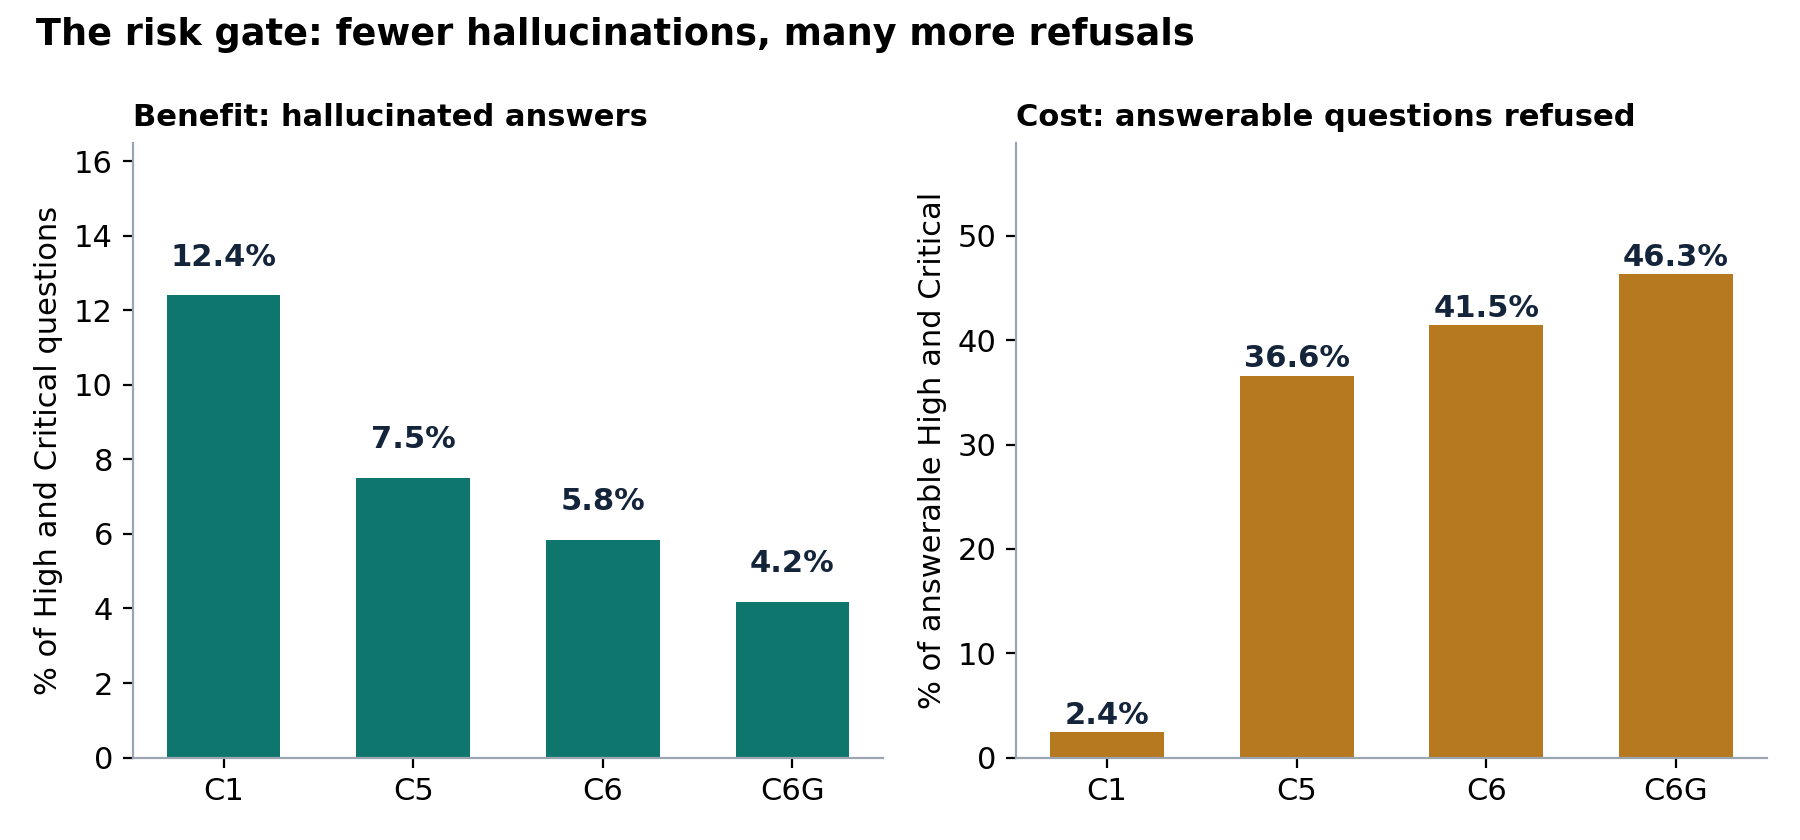 The risk gate: fewer hallucinations, many more refusals
Benefit: hallucinated answers
% of High and Critical questions
16
14
12
10
8
6
4
2
0
12.4%
7.5%
5.8%
4.2%
C1
C5
C6
C6G
Cost: answerable questions refused
% of answerable High and Critical
50
40
30
20
10
0
2.4%
36.6%
41.5%
46.3%
C1
C5
C6
C6G